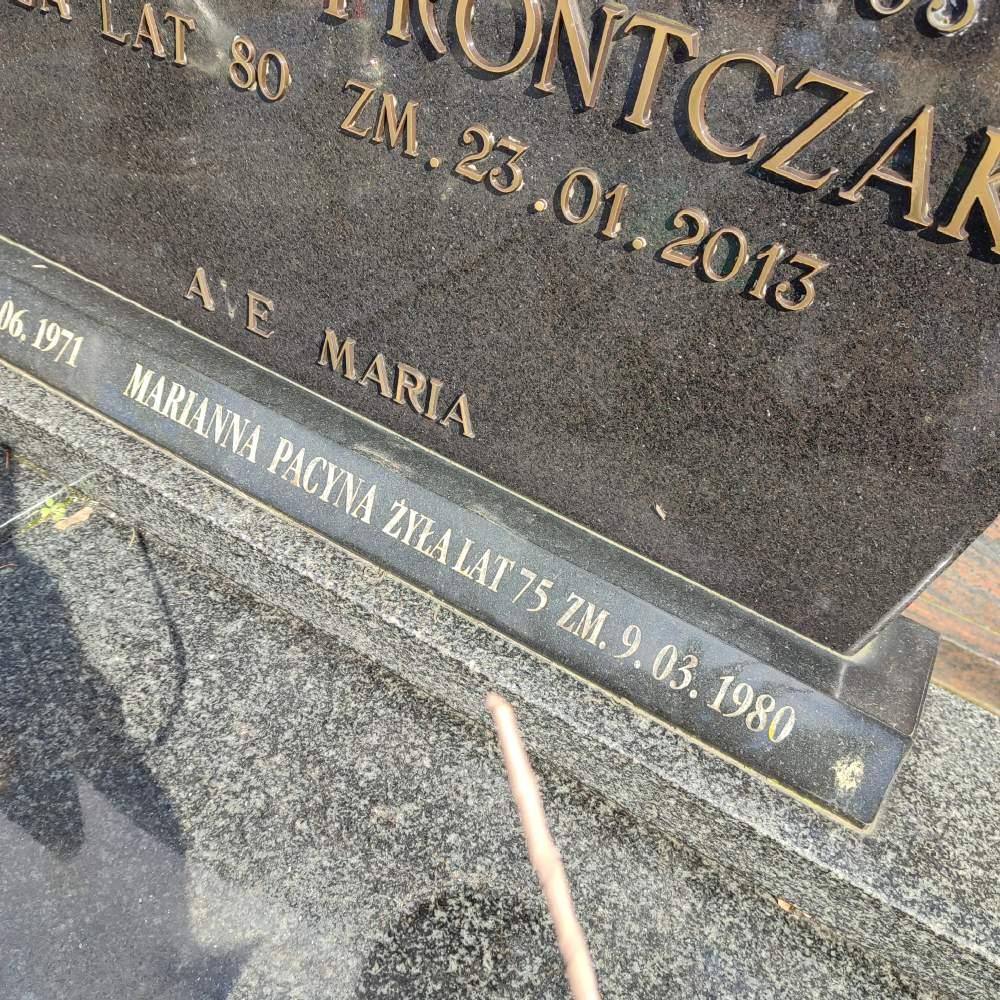 FRONTCZAK
LAT 80 ZM. 23.01.2013
AVE MARIA
06. 1971 MARIANNA PACYNA ŻYŁA LAT 75 ZM. 9. 03. 1980